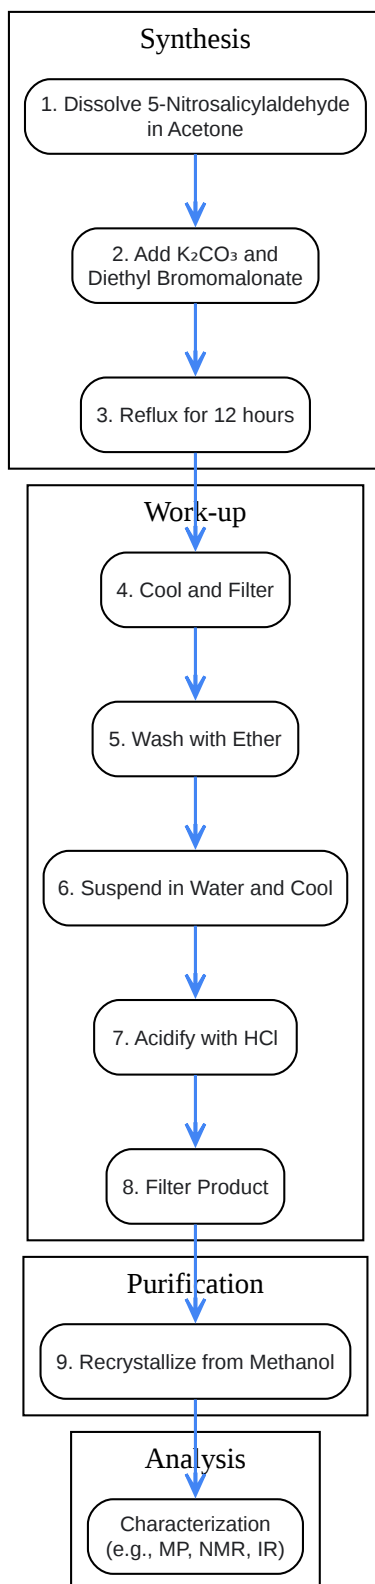 Synthesis
1. Dissolve 5-Nitrosalicylaldehyde
in Acetone
2. Add K₂CO₃ and
Diethyl Bromomalonate
3. Reflux for 12 hours
Work-up
4. Cool and Filter
5. Wash with Ether
6. Suspend in Water and Cool
7. Acidify with HCl
8. Filter Product
Purification
9. Recrystallize from Methanol
Analysis
Characterization
(e.g., MP, NMR, IR)